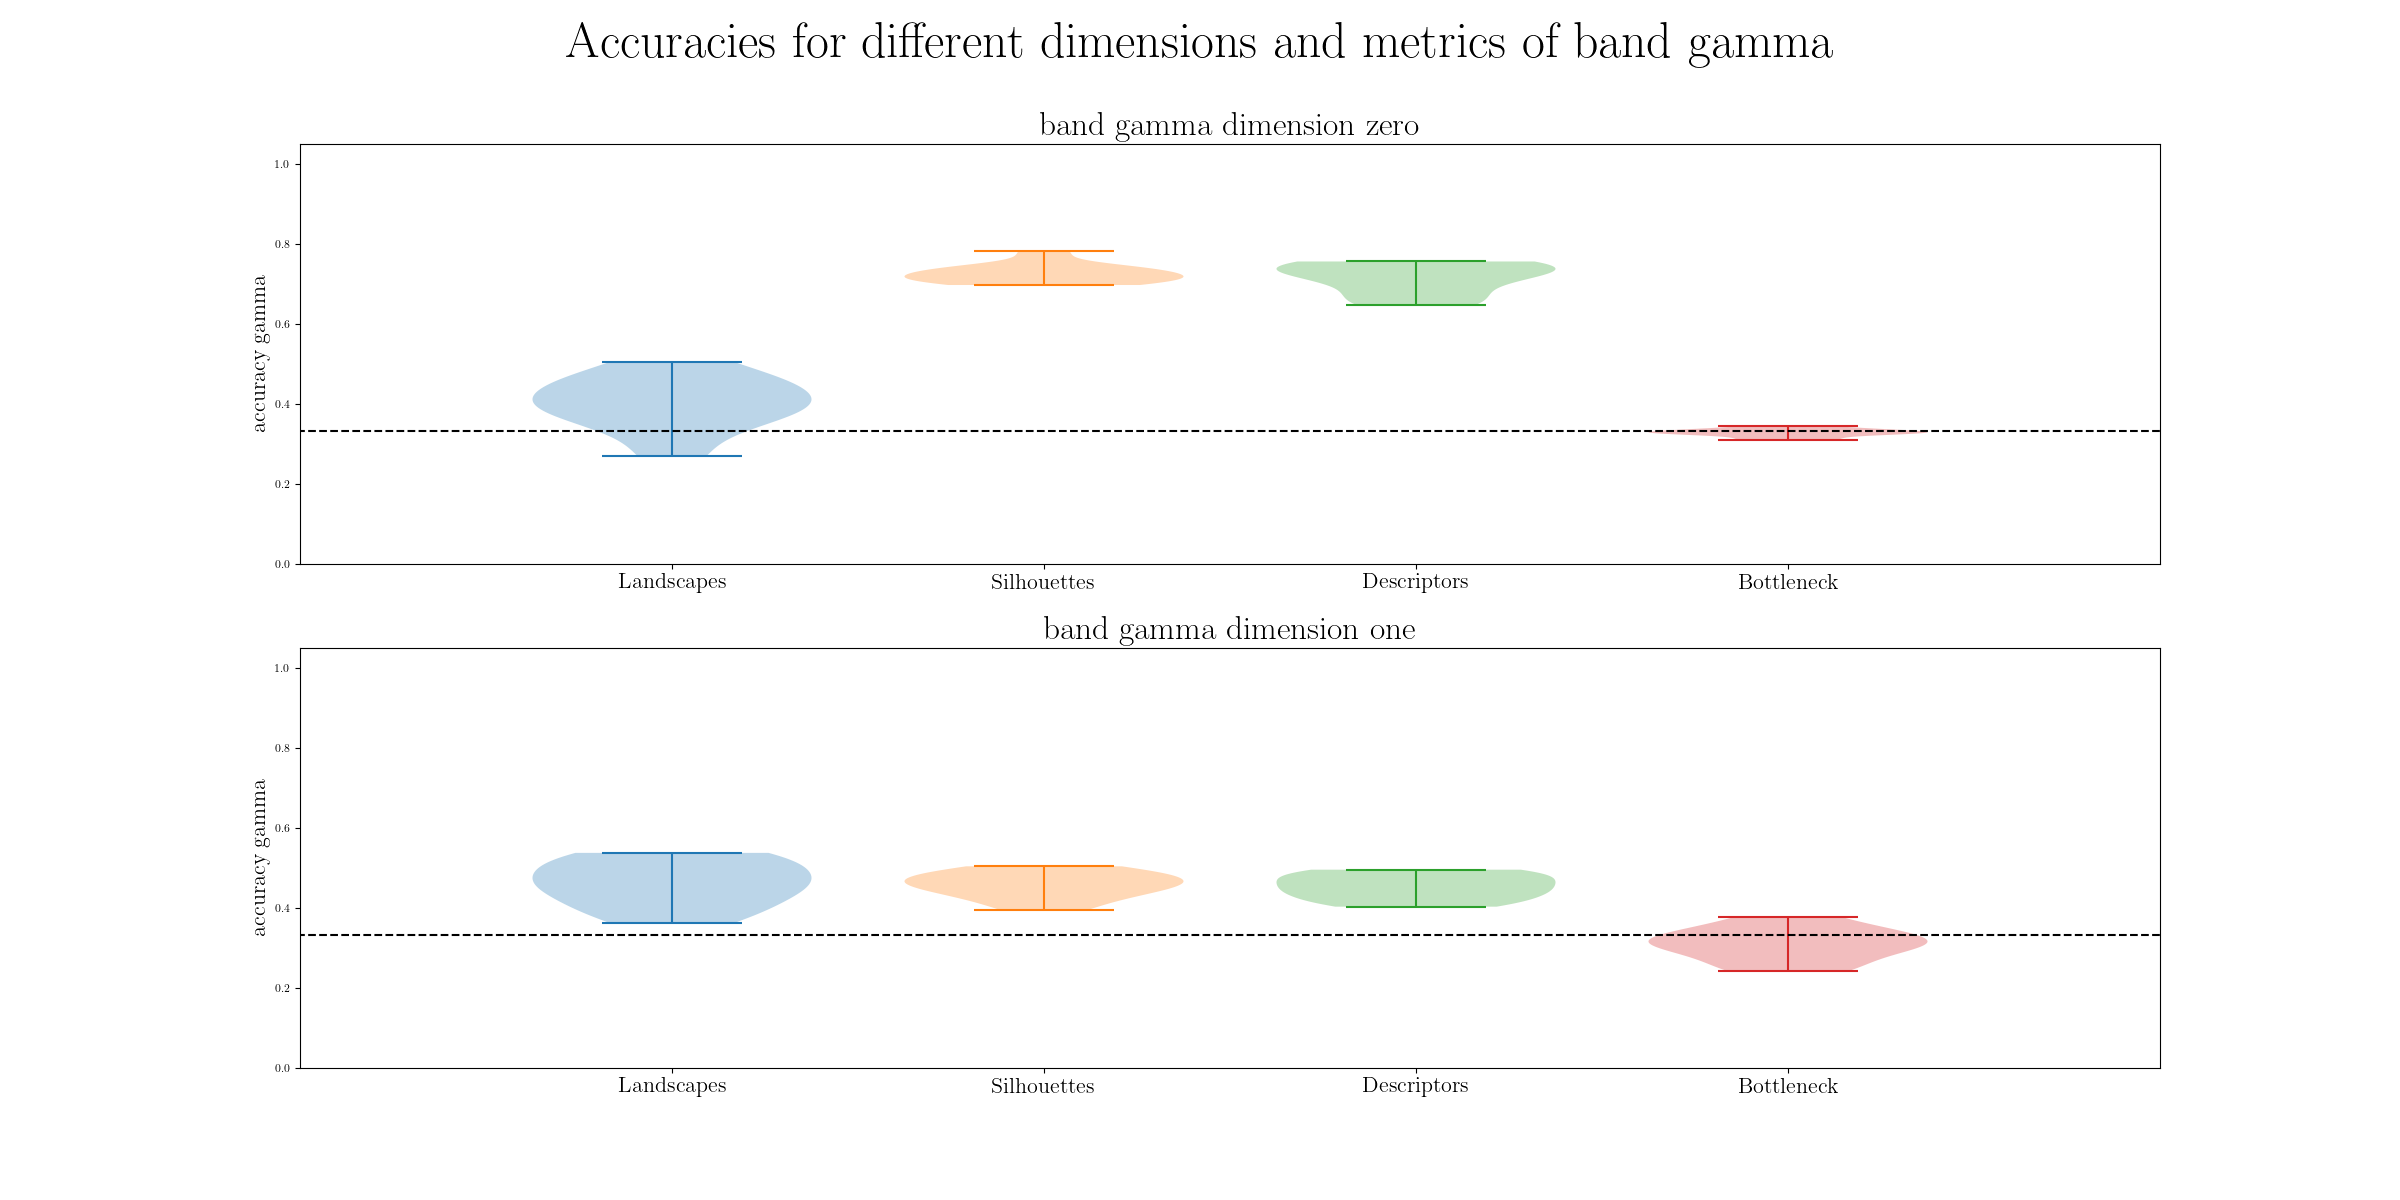 Accuracies for different dimensions and metrics of band gamma
band gamma dimension zero
1.0
0.8
0.6
0.4
0.2
0.0
accuracy gamma
Landscapes Silhouettes Descriptors Bottleneck
band gamma dimension one
1.0
0.8
0.6
0.4
0.2
0.0
accuracy gamma
Landscapes Silhouettes Descriptors Bottleneck